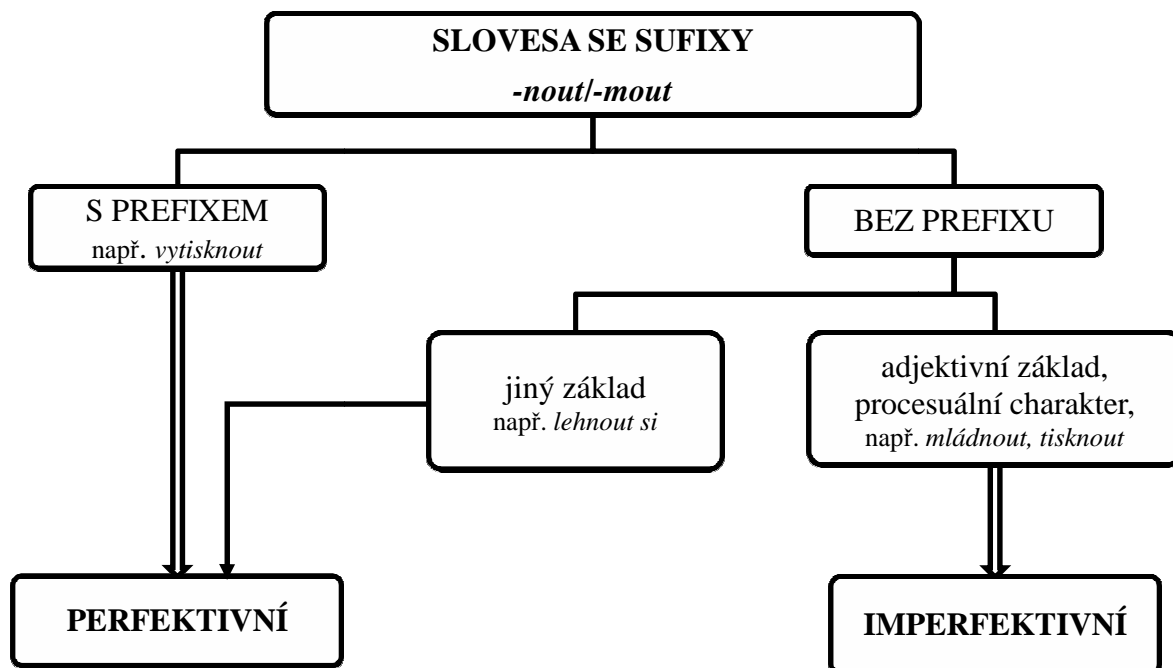 SLOVESA SE SUFIXY
-nout/-mout
S PREFIXEM
např. vytisknout
BEZ PREFIXU
jiný základ
např. lehnout si
adjektivní základ,
procesuální charakter,
např. mládnout, tisknout
PERFEKTIVNÍ
IMPERFEKTIVNÍ